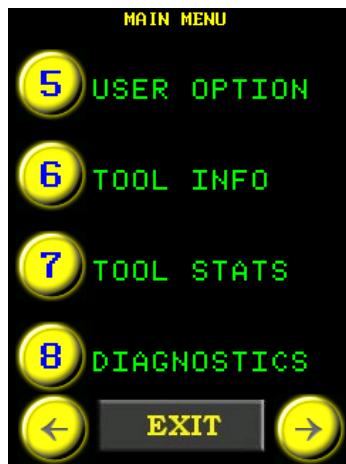 MAIN MENU
5 USER OPTION
6 TOOL INFO
7 TOOL STATS
8 DIAGNOSTICS
← EXIT →